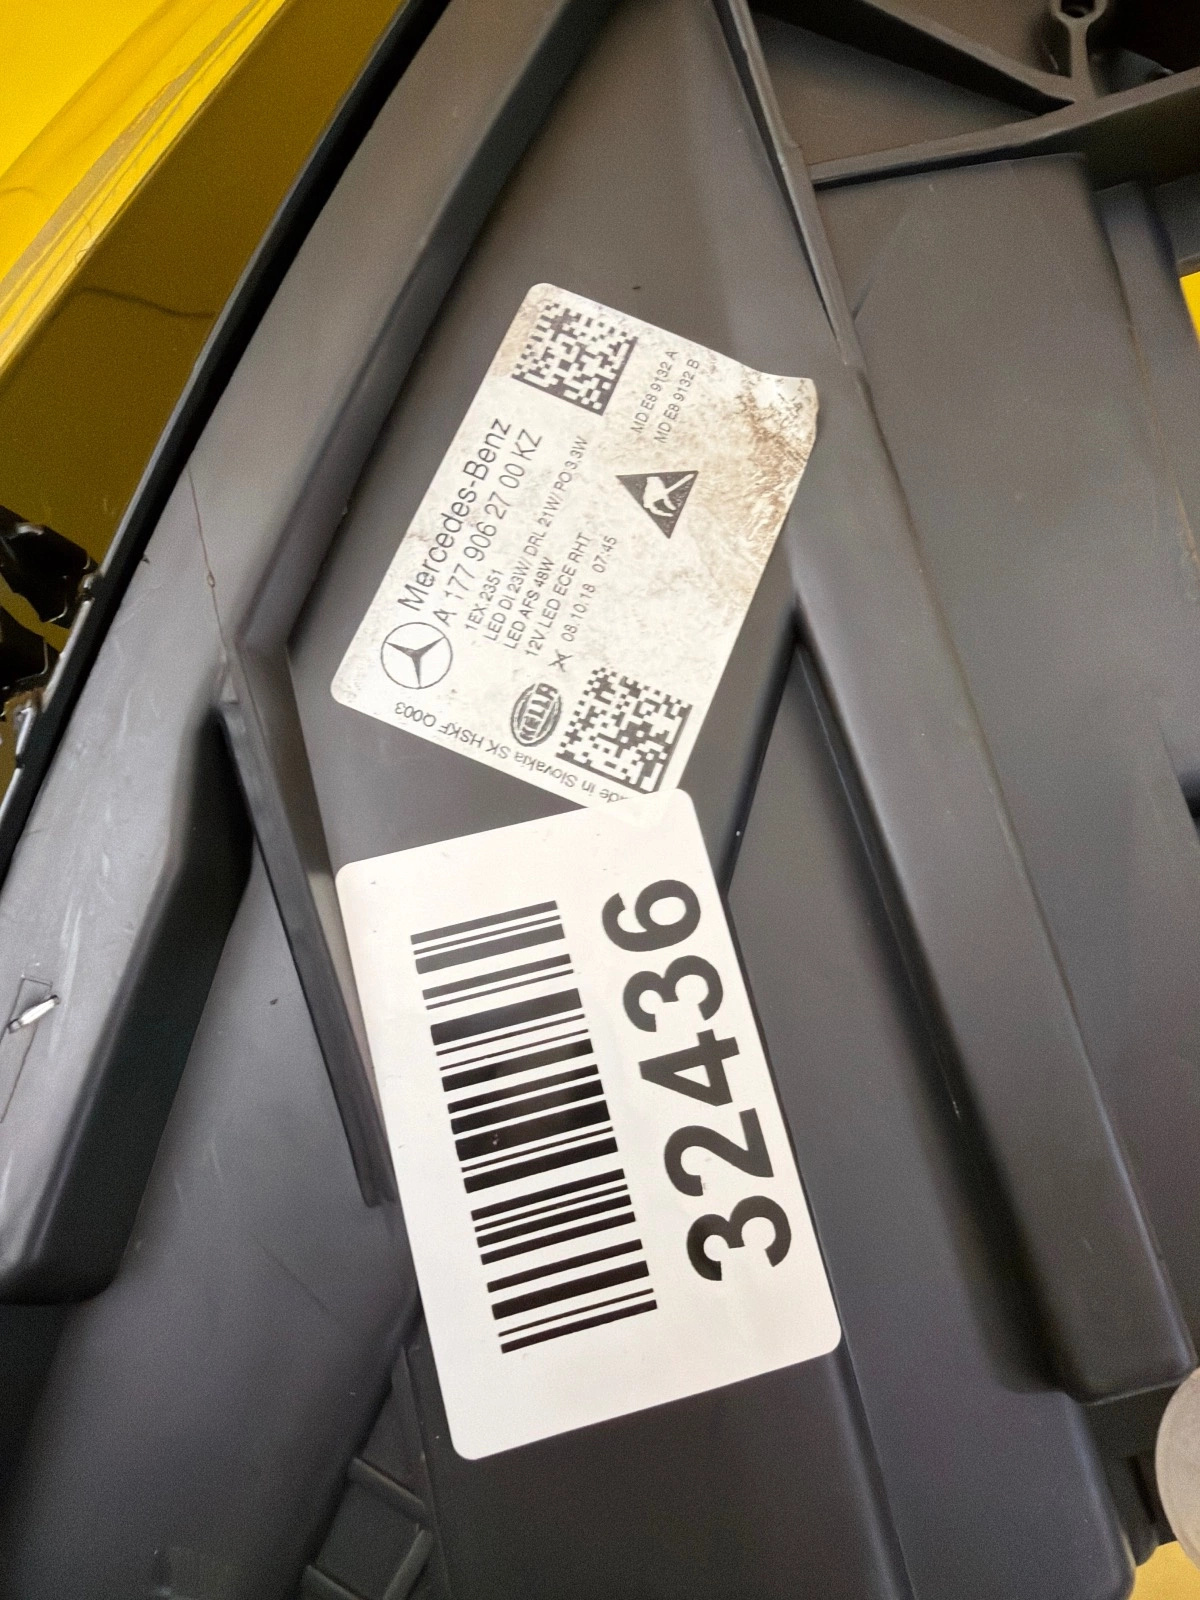 Mercedes-Benz
A 177 906 27 00 KZ
1EX.2351
LED DI 23W/ DRL 21W/ PO 3,3W
LED AFS 48W
12V LED ECE RHT
08.10.18 07:45
HELLA
MD E8 9132 A
MD E8 9132 B
in Slovakia SK HSKF Q003
32436